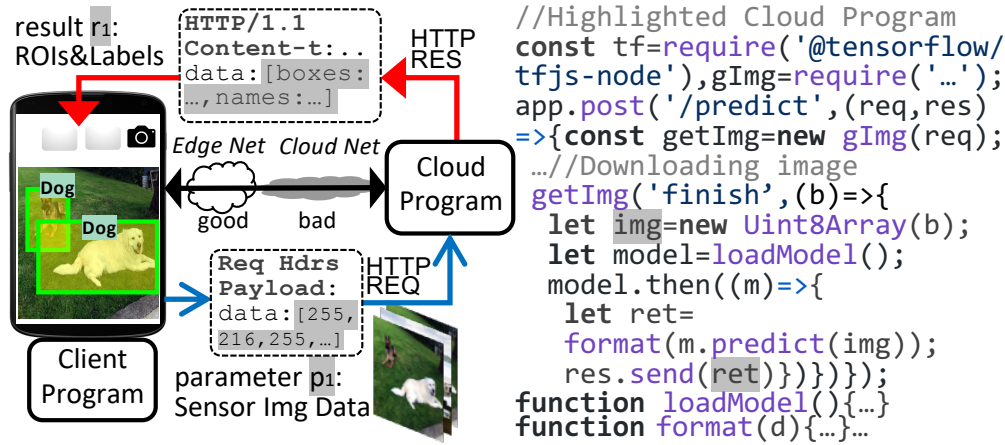 result r1:
ROIs&Labels
HTTP/1.1
Content-t:..
data:[boxes:
…,names:…]
HTTP
RES
Edge Net
Cloud Net
good
bad
Cloud
Program
Dog
Dog
Req Hdrs
Payload:
data:[255,
216,255,…]
HTTP
REQ
Client
Program
parameter p1:
Sensor Img Data
//Highlighted Cloud Program
const tf=require('@tensorflow/
tfjs-node'),gImg=require('…');
app.post('/predict',(req,res)
=>{const getImg=new gImg(req);
…//Downloading image
getImg('finish’,(b)=>{
let img=new Uint8Array(b);
let model=loadModel();
model.then((m)=>{
let ret=
format(m.predict(img));
res.send(ret)})})});
function loadModel(){…}
function format(d){…}…